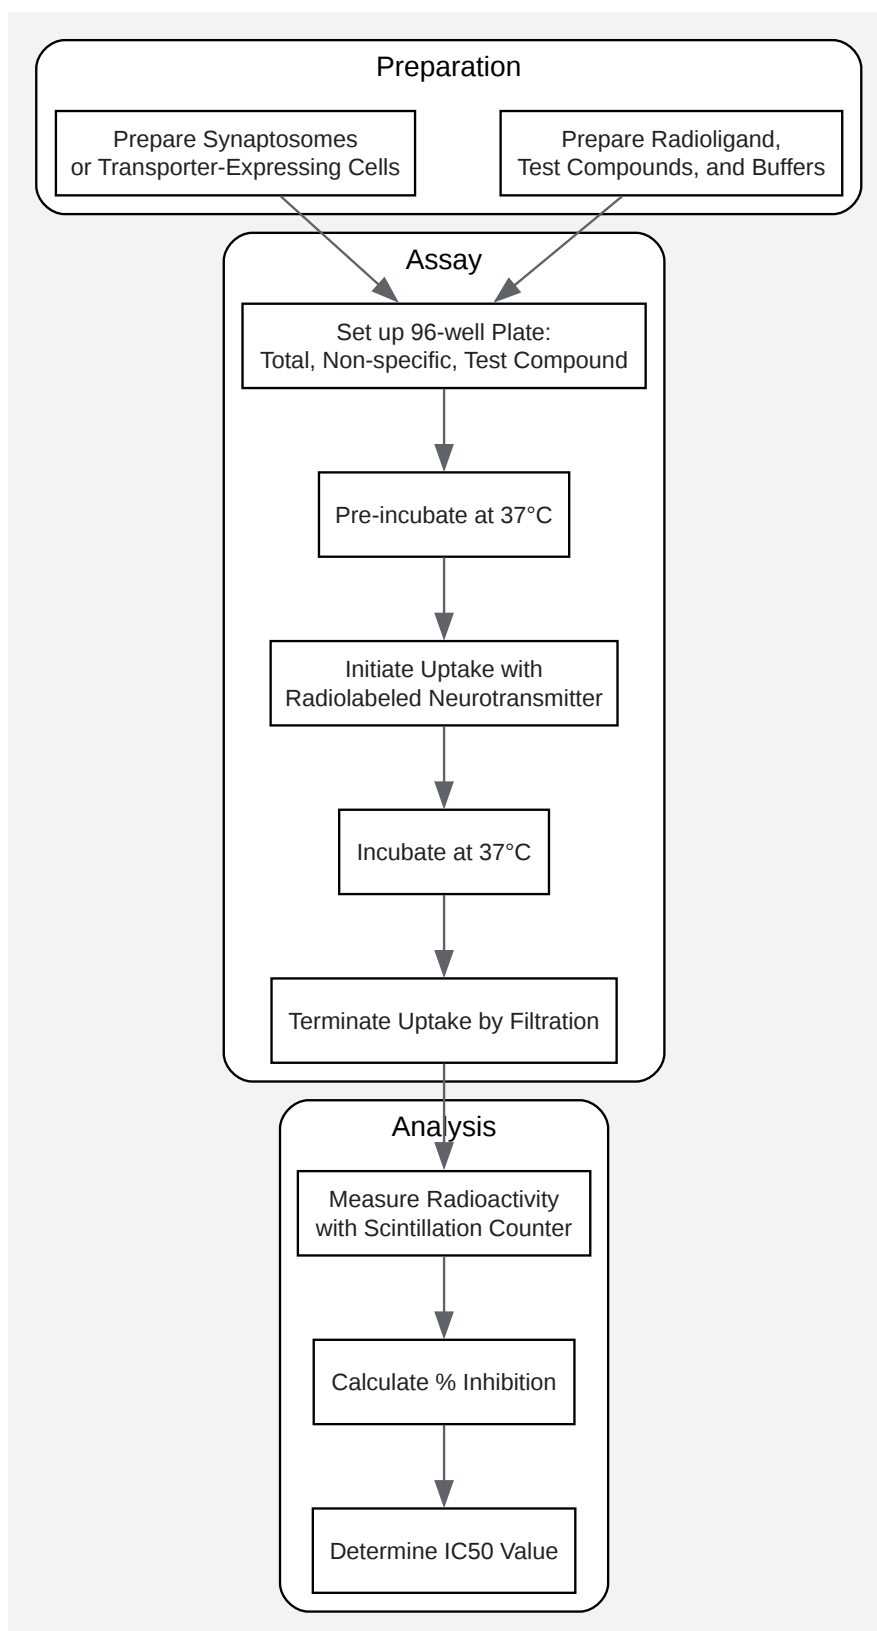 Preparation
Prepare Synaptosomes
or Transporter-Expressing Cells
Prepare Radioligand,
Test Compounds, and Buffers
Assay
Set up 96-well Plate:
Total, Non-specific, Test Compound
Pre-incubate at 37°C
Initiate Uptake with
Radiolabeled Neurotransmitter
Incubate at 37°C
Terminate Uptake by Filtration
Analysis
Measure Radioactivity
with Scintillation Counter
Calculate % Inhibition
Determine IC50 Value